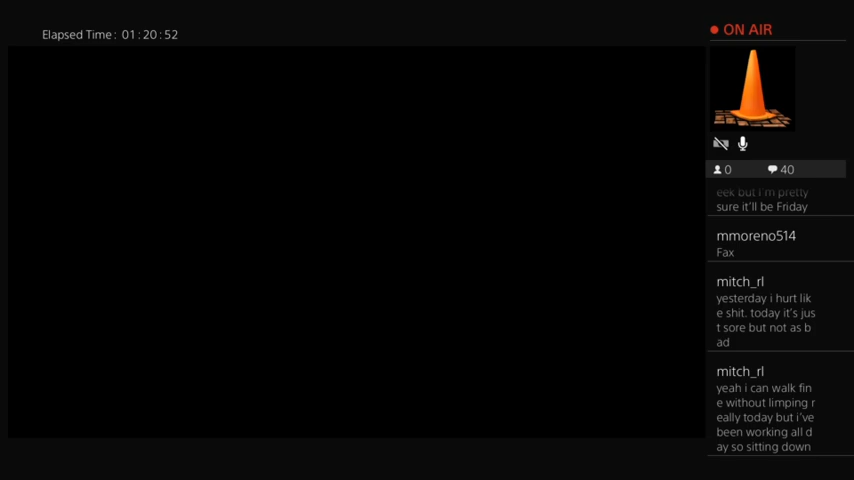 Elapsed Time: 01:20:52
ON AIR
0
40
eek but i'm pretty
sure it'll be Friday
mmoreno514
Fax
mitch_rl
yesterday i hurt lik
e shit. today it's jus
t sore but not as b
ad
mitch_rl
yeah i can walk fin
e without limping r
eally today but i've
been working all d
ay so sitting down